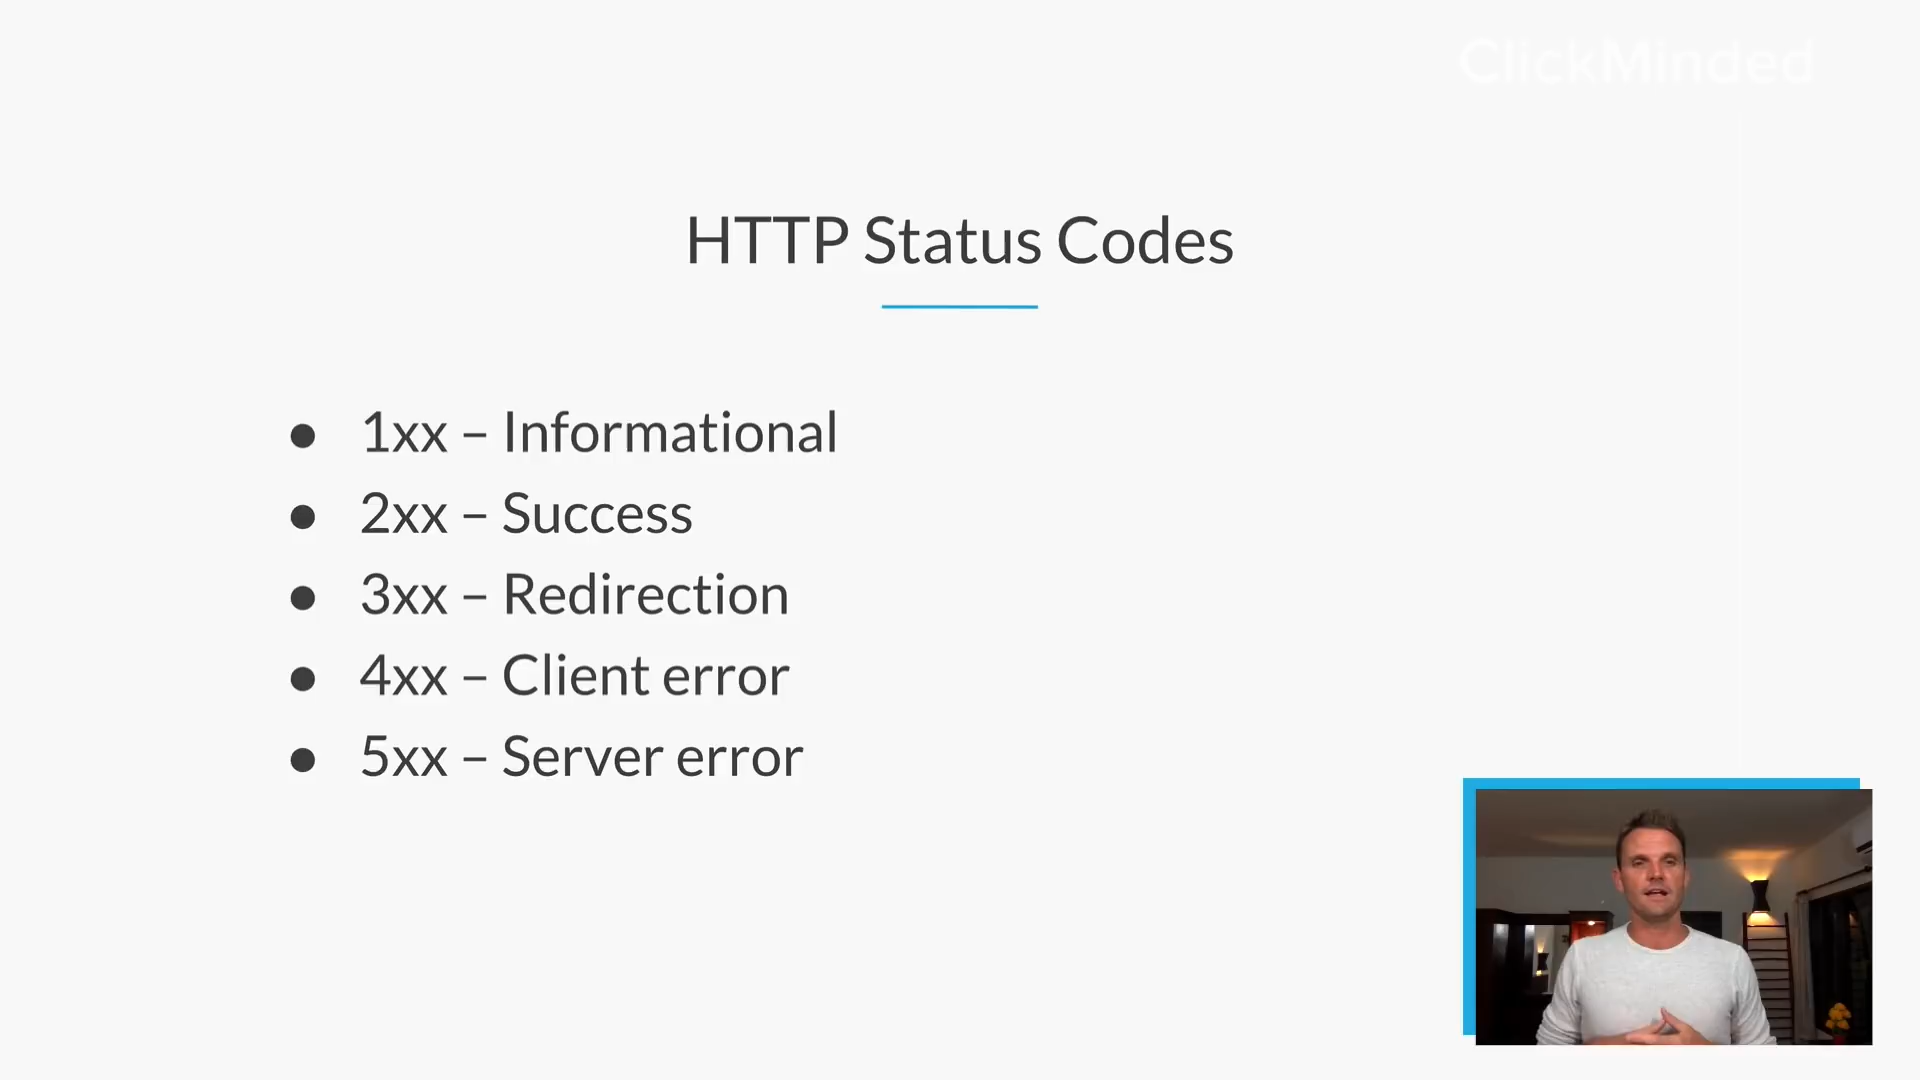 ClickMinded
HTTP Status Codes
● 1xx – Informational
● 2xx – Success
● 3xx – Redirection
● 4xx – Client error
● 5xx – Server error